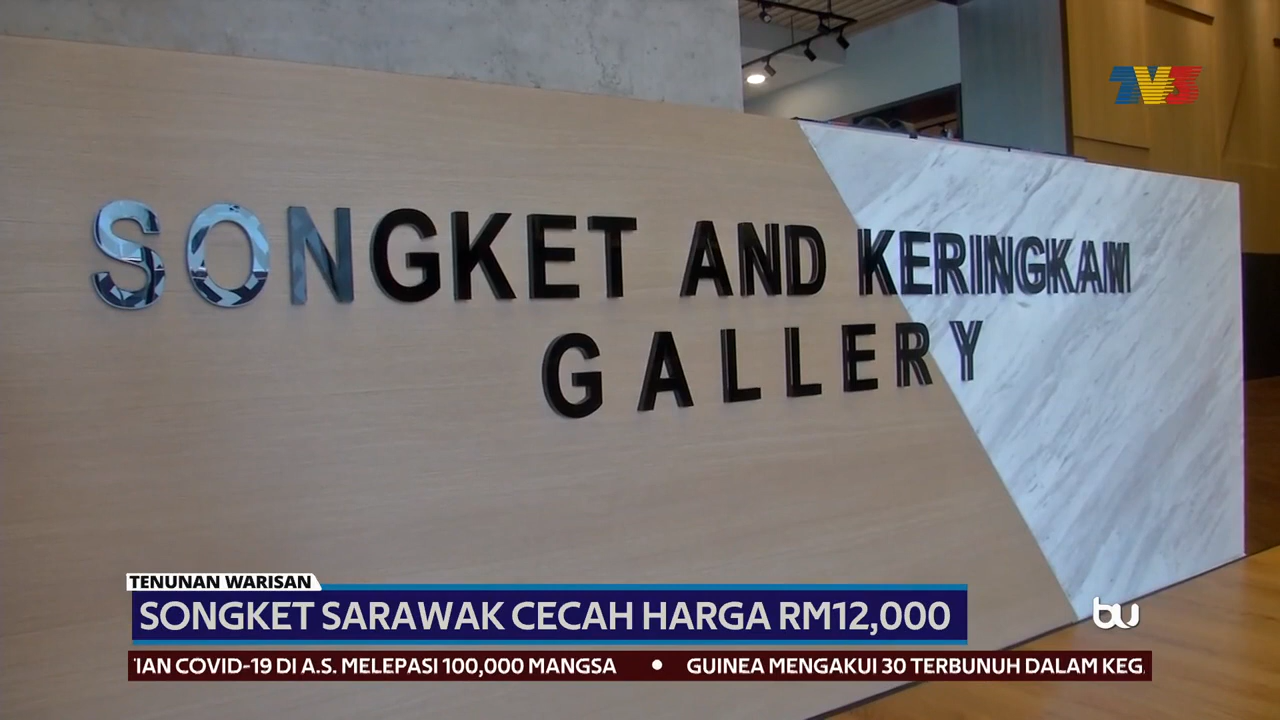 TV3
SONGKET AND KERINGKAM
GALLERY
TENUNAN WARISAN
SONGKET SARAWAK CECAH HARGA RM12,000
bu
COVID-19 DI A.S. MELEPASI 100,000 MANGSA • GUINEA MENGAKUI 30 TERBUNUH DALAM